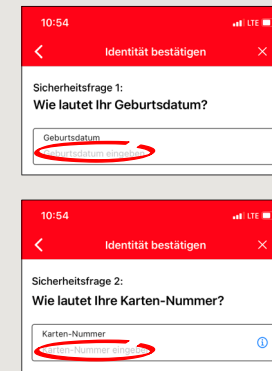 10:54 LTE
Identität bestätigen
Sicherheitsfrage 1:
Wie lautet Ihr Geburtsdatum?
Geburtsdatum
Geburtsdatum eingeben
10:54 LTE
Identität bestätigen
Sicherheitsfrage 2:
Wie lautet Ihre Karten-Nummer?
Karten-Nummer
Karten-Nummer eingeben